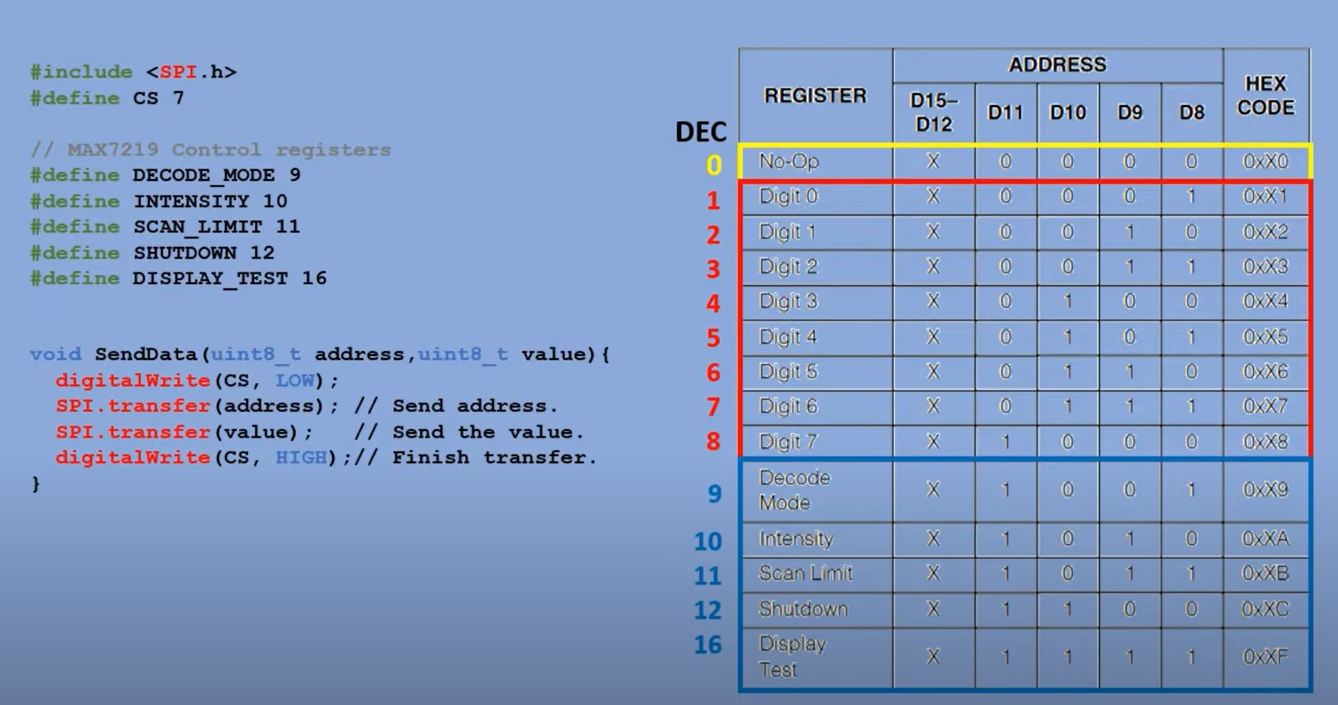 #include <SPI.h>
#define CS 7
// MAX7219 Control registers
#define DECODE_MODE 9
#define INTENSITY 10
#define SCAN_LIMIT 11
#define SHUTDOWN 12
#define DISPLAY_TEST 16
void SendData(uint8_t address,uint8_t value){
digitalWrite(CS, LOW);
SPI.transfer(address); // Send address.
SPI.transfer(value);   // Send the value.
digitalWrite(CS, HIGH);// Finish transfer.
}
ADDRESS
REGISTER D15–D12 D11 D10 D9 D8 HEX CODE
DEC
0 No-Op X 0 0 0 0 0xX0
1 Digit 0 X 0 0 0 1 0xX1
2 Digit 1 X 0 0 1 0 0xX2
3 Digit 2 X 0 0 1 1 0xX3
4 Digit 3 X 0 1 0 0 0xX4
5 Digit 4 X 0 1 0 1 0xX5
6 Digit 5 X 0 1 1 0 0xX6
7 Digit 6 X 0 1 1 1 0xX7
8 Digit 7 X 1 0 0 0 0xX8
9 Decode Mode X 1 0 0 1 0xX9
10 Intensity X 1 0 1 0 0xXA
11 Scan Limit X 1 0 1 1 0xXB
12 Shutdown X 1 1 0 0 0xXC
16 Display Test X 1 1 1 1 0xXF